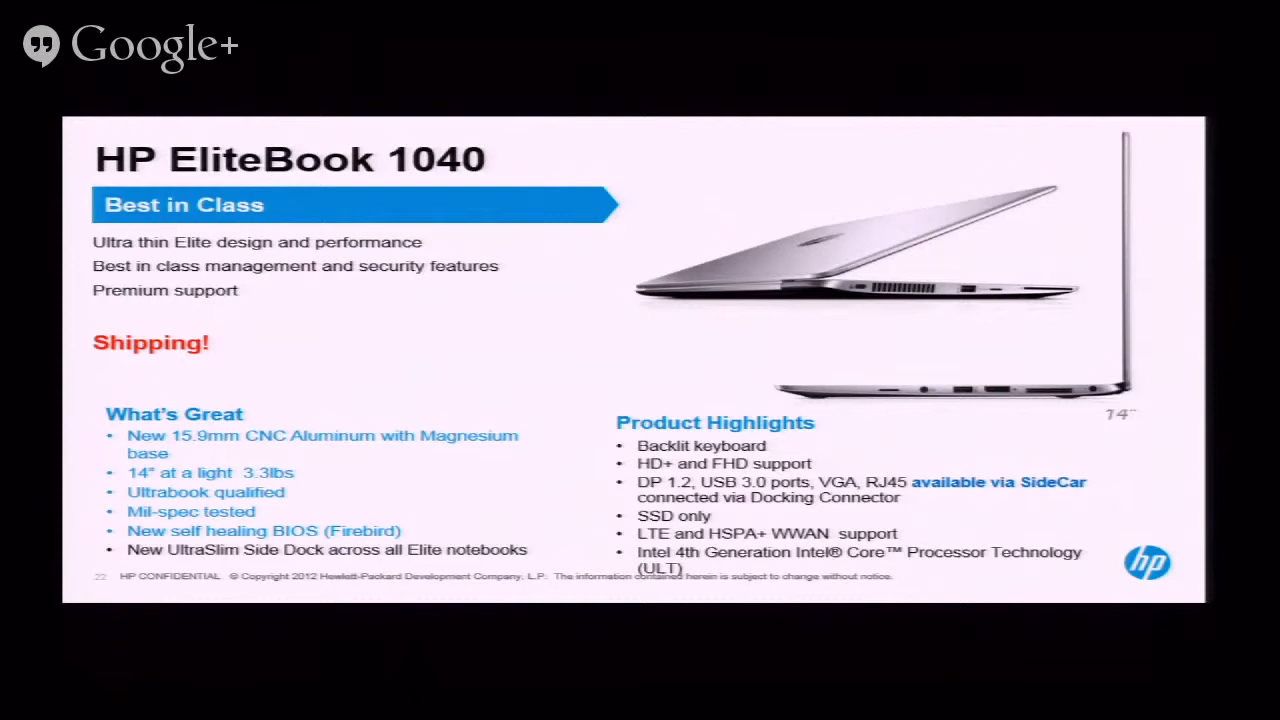 Google+
HP EliteBook 1040
Best in Class
Ultra thin Elite design and performance
Best in class management and security features
Premium support
Shipping!
14"
What's Great
• New 15.9mm CNC Aluminum with Magnesium
base
• 14" at a light 3.3lbs
• Ultrabook qualified
• Mil-spec tested
• New self healing BIOS (Firebird)
• New UltraSlim Side Dock across all Elite notebooks
Product Highlights
• Backlit keyboard
• HD+ and FHD support
• DP 1.2, USB 3.0 ports, VGA, RJ45 available via SideCar
connected via Docking Connector
• SSD only
• LTE and HSPA+ WWAN support
• Intel 4th Generation Intel® Core™ Processor Technology
(ULT)
22 HP CONFIDENTIAL © Copyright 2012 Hewlett-Packard Development Company, L.P. The information contained herein is subject to change without notice.
hp